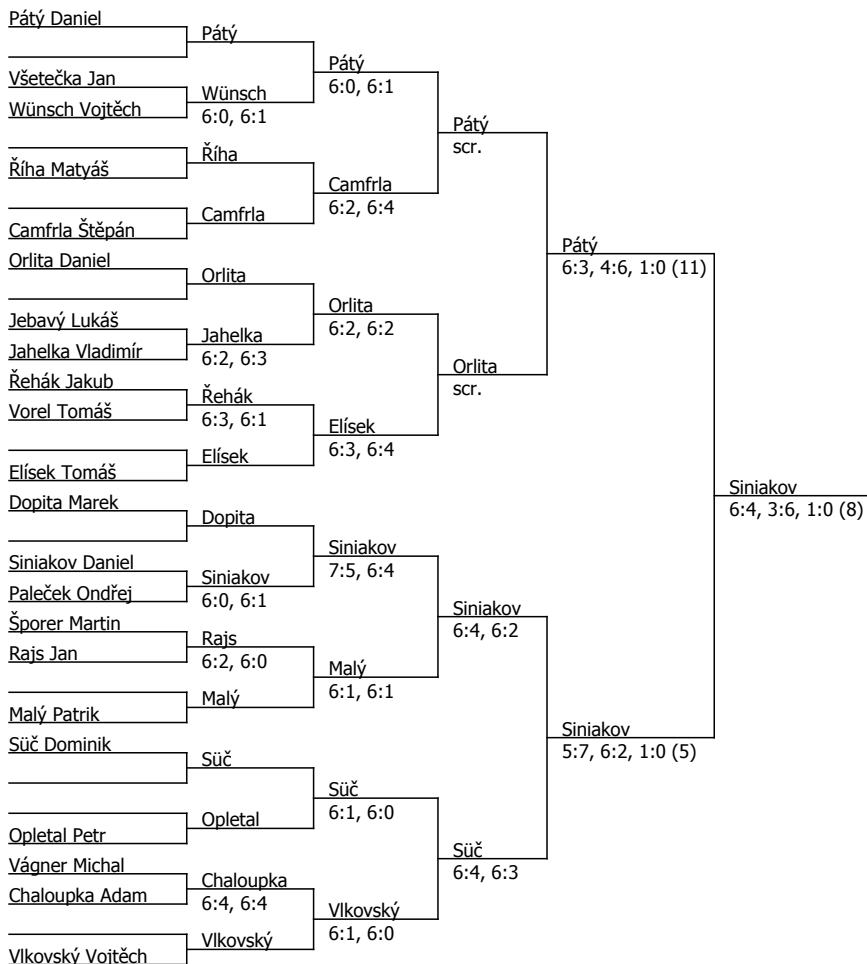 Pátý Daniel
Pátý
Všetečka Jan
Wünsch Vojtěch
Wünsch
6:0, 6:1
Pátý
6:0, 6:1
Říha Matyáš
Říha
Camfrla Štěpán
Camfrla
Camfrla
6:2, 6:4
Pátý
scr.
Orlita Daniel
Orlita
Jebavý Lukáš
Jahelka Vladimír
Jahelka
6:2, 6:3
Orlita
6:2, 6:2
Řehák Jakub
Vorel Tomáš
Řehák
6:3, 6:1
Elísek Tomáš
Elísek
Elísek
6:3, 6:4
Orlita
scr.
Pátý
6:3, 4:6, 1:0 (11)
Dopita Marek
Dopita
Siniakov Daniel
Paleček Ondřej
Siniakov
6:0, 6:1
Siniakov
7:5, 6:4
Šporer Martin
Rajs Jan
Rajs
6:2, 6:0
Malý Patrik
Malý
Malý
6:1, 6:1
Siniakov
6:4, 6:2
Süč Dominik
Süč
Opletal Petr
Opletal
Süč
6:1, 6:0
Vágner Michal
Chaloupka Adam
Chaloupka
6:4, 6:4
Vlkovský Vojtěch
Vlkovský
Vlkovský
6:1, 6:0
Süč
6:4, 6:3
Siniakov
5:7, 6:2, 1:0 (5)
Siniakov
6:4, 3:6, 1:0 (8)